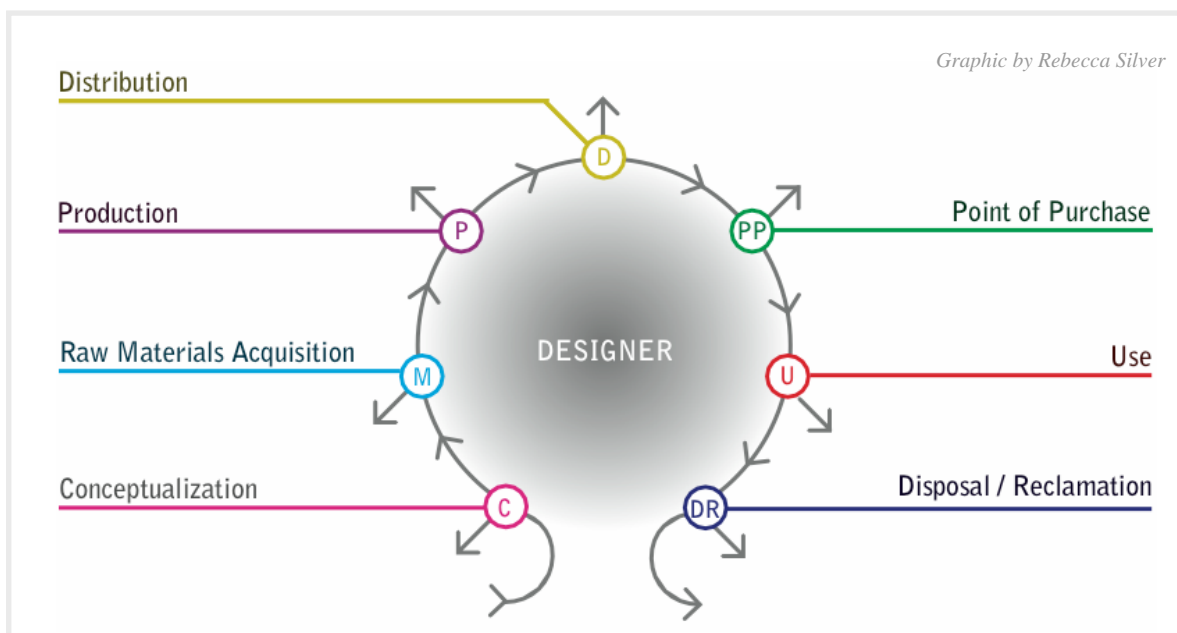 Graphic by Rebecca Silver
Distribution
D
Production
P
PP
Point of Purchase
Raw Materials Acquisition
M
DESIGNER
U
Use
Conceptualization
C
DR
Disposal / Reclamation